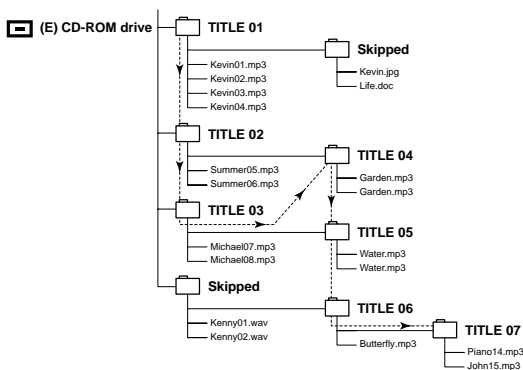 (E) CD-ROM drive
TITLE 01
Kevin01.mp3
Kevin02.mp3
Kevin03.mp3
Kevin04.mp3
Skipped
Kevin.jpg
Life.doc
TITLE 02
Summer05.mp3
Summer06.mp3
TITLE 04
Garden.mp3
Garden.mp3
TITLE 03
Michael07.mp3
Michael08.mp3
TITLE 05
Water.mp3
Water.mp3
Skipped
Kenny01.wav
Kenny02.wav
TITLE 06
Butterfly.mp3
TITLE 07
Piano14.mp3
John15.mp3